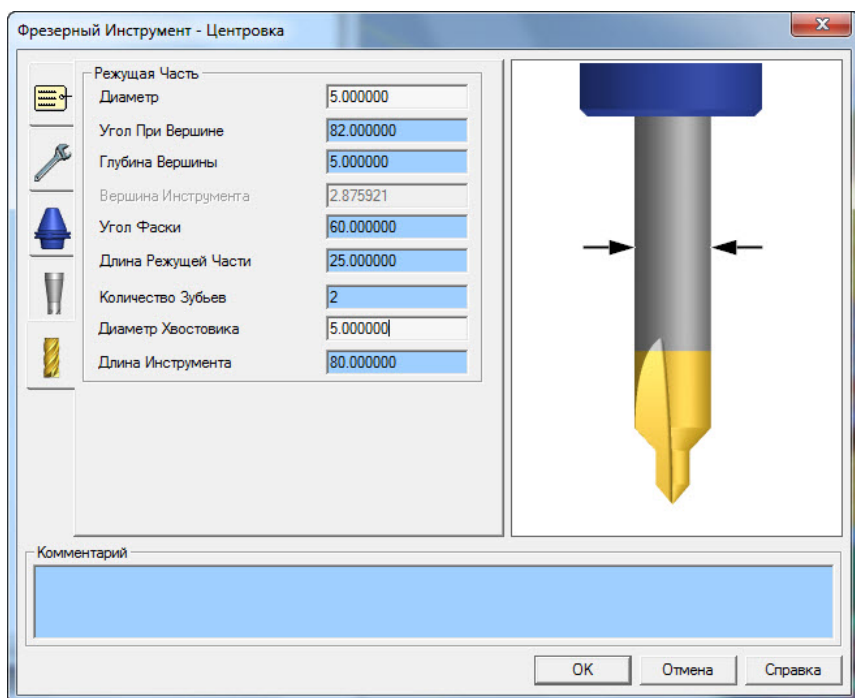 Фрезерный Инструмент - Центровка
Режущая Часть
Диаметр 5.000000
Угол При Вершине 82.000000
Глубина Вершины 5.000000
Вершина Инструмента 2.875921
Угол Фаски 60.000000
Длина Режущей Части 25.000000
Количество Зубьев 2
Диаметр Хвостовика 5.000000
Длина Инструмента 80.000000
Комментарий
OK Отмена Справка